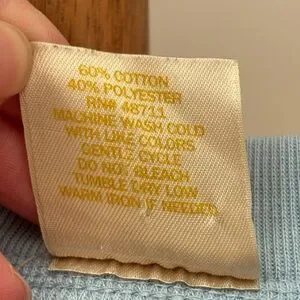 60% COTTON
40% POLYESTER
RN# 48711
MACHINE WASH COLD
WITH LIKE COLORS
GENTLE CYCLE
DO NOT BLEACH
TUMBLE DRY LOW
WARM IRON IF NEEDED